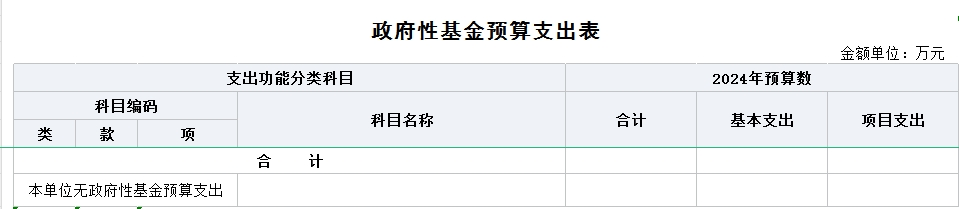 政府性基金预算支出表
金额单位：万元
支出功能分类科目 2024年预算数
科目编码 科目名称 合计 基本支出 项目支出
类 款 项
合 计
本单位无政府性基金预算支出